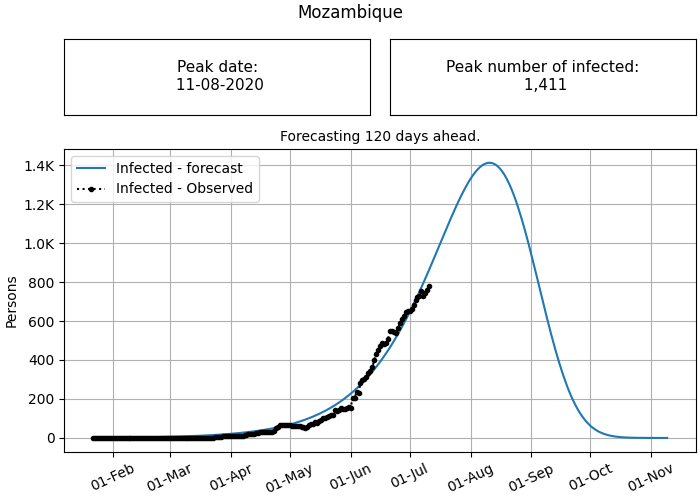 Mozambique
Peak date:
11-08-2020
Peak number of infected:
1,411
Forecasting 120 days ahead.
Infected - forecast
Infected - Observed
1.4K
1.2K
1.0K
800
600
400
200
0
Persons
01-Feb
01-Mar
01-Apr
01-May
01-Jun
01-Jul
01-Aug
01-Sep
01-Oct
01-Nov